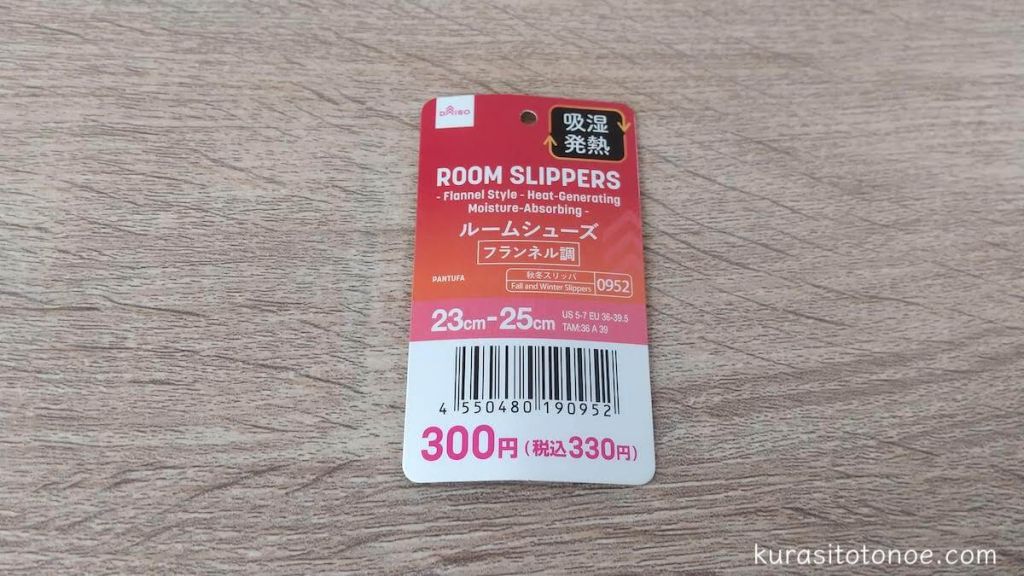 DAISO
吸湿
発熱
ROOM SLIPPERS
- Flannel Style - Heat-Generating
Moisture-Absorbing -
ルームシューズ
フランネル調
PANTUFA
秋冬スリッパ
Fall and Winter Slippers
0952
23cm-25cm
US 5-7 EU 36-39.5
TAM:36 A 39
4 550480 190952
300円(税込330円)
kurasitotonoe.com